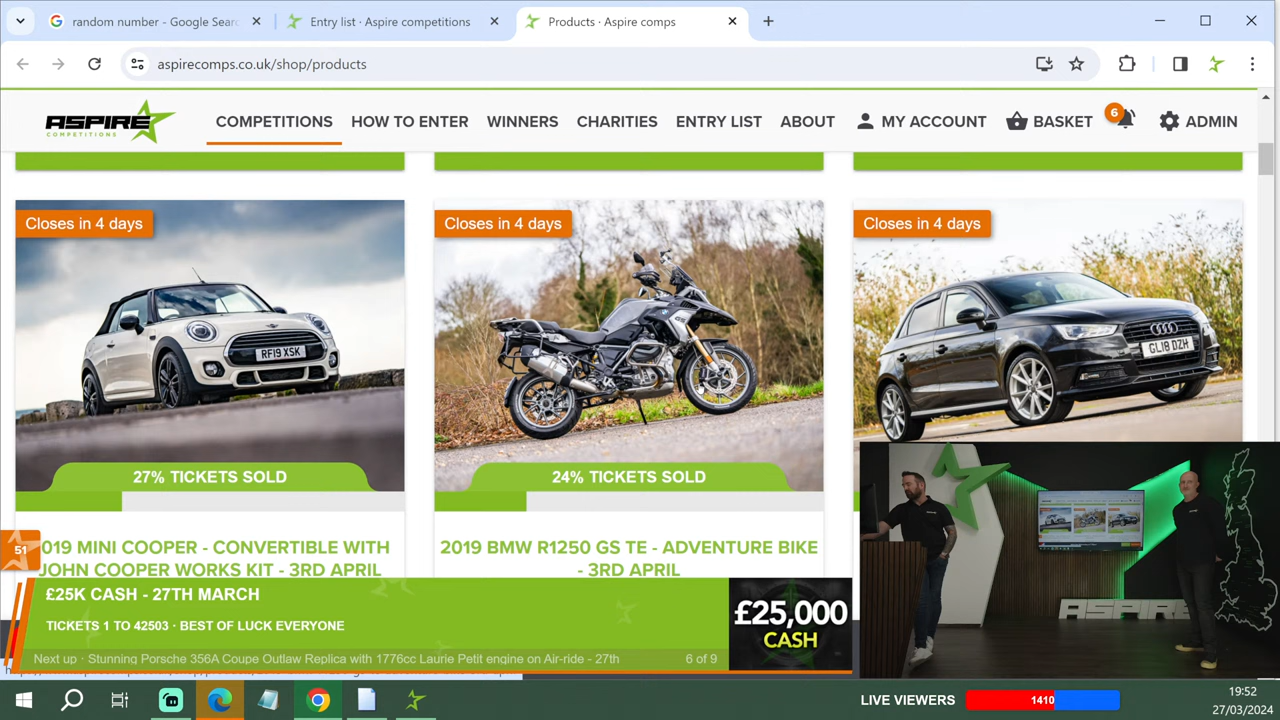 random number - Google Sear
Entry list · Aspire competitions
Products · Aspire comps
aspirecomps.co.uk/shop/products
ASPIRE
COMPETITIONS
COMPETITIONS
HOW TO ENTER
WINNERS
CHARITIES
ENTRY LIST
ABOUT
MY ACCOUNT
BASKET
6
ADMIN
Closes in 4 days
Closes in 4 days
Closes in 4 days
RF19 XSK
GS
GL18 DZH
27% TICKETS SOLD
24% TICKETS SOLD
51
019 MINI COOPER - CONVERTIBLE WITH
JOHN COOPER WORKS KIT - 3RD APRIL
2019 BMW R1250 GS TE - ADVENTURE BIKE
- 3RD APRIL
£25K CASH - 27TH MARCH
TICKETS 1 TO 42503 · BEST OF LUCK EVERYONE
Next up · Stunning Porsche 356A Coupe Outlaw Replica with 1776cc Laurie Petit engine on Air-ride - 27th
6 of 9
£25,000
CASH
ASPIRE
LIVE VIEWERS
1410
19:52
27/03/2024